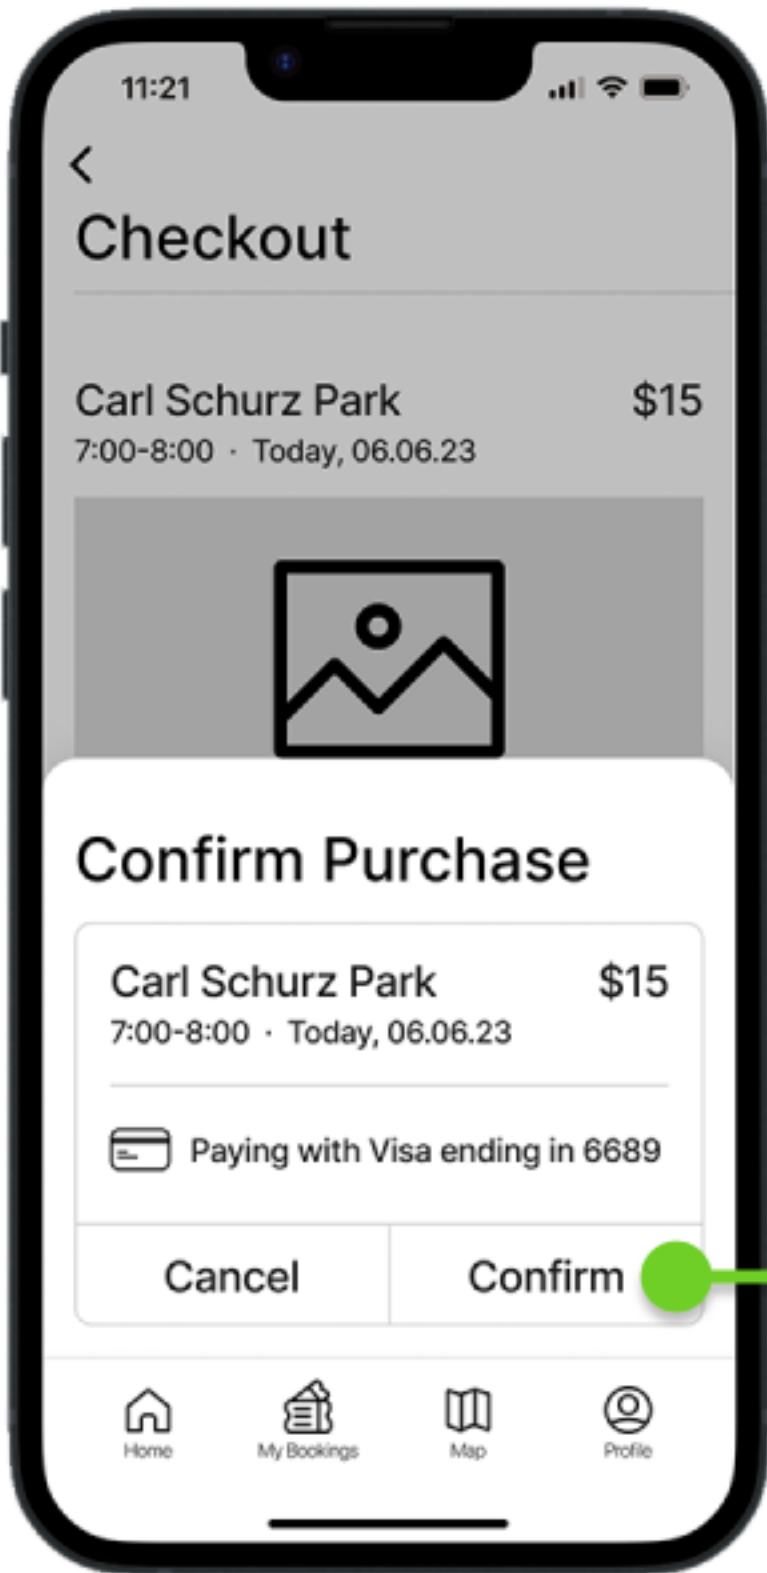 11:21
Checkout
Carl Schurz Park $15
7:00-8:00 · Today, 06.06.23
Confirm Purchase
Carl Schurz Park $15
7:00-8:00 · Today, 06.06.23
Paying with Visa ending in 6689
Cancel Confirm
Home My Bookings Map Profile